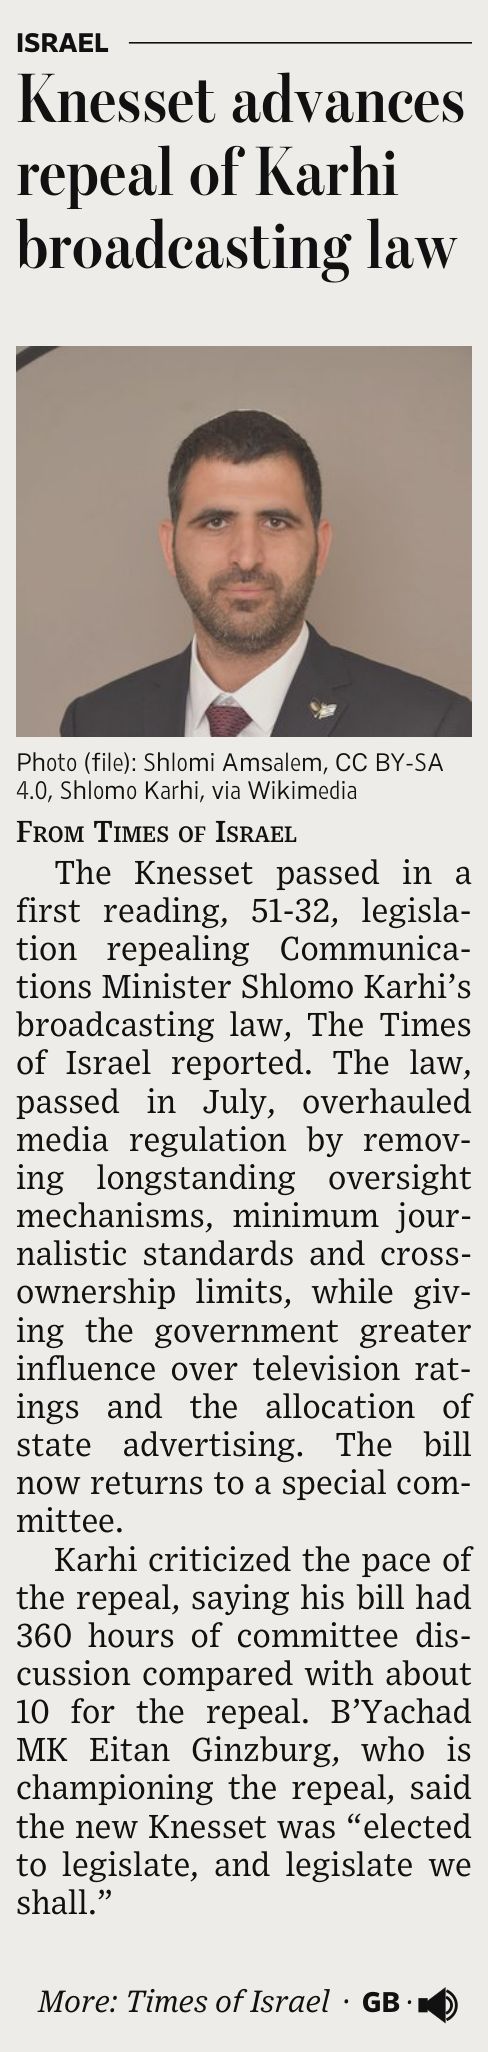 ISRAEL
Knesset advances
repeal of Karhi
broadcasting law
Photo (file): Shlomi Amsalem, CC BY-SA
4.0, Shlomo Karhi, via Wikimedia
FROM TIMES OF ISRAEL
The Knesset passed in a
first reading, 51-32, legisla-
tion repealing Communica-
tions Minister Shlomo Karhi’s
broadcasting law, The Times
of Israel reported. The law,
passed in July, overhauled
media regulation by remov-
ing longstanding oversight
mechanisms, minimum jour-
nalistic standards and cross-
ownership limits, while giv-
ing the government greater
influence over television rat-
ings and the allocation of
state advertising. The bill
now returns to a special com-
mittee.
Karhi criticized the pace of
the repeal, saying his bill had
360 hours of committee dis-
cussion compared with about
10 for the repeal. B’Yachad
MK Eitan Ginzburg, who is
championing the repeal, said
the new Knesset was “elected
to legislate, and legislate we
shall.”
More: Times of Israel · GB ·